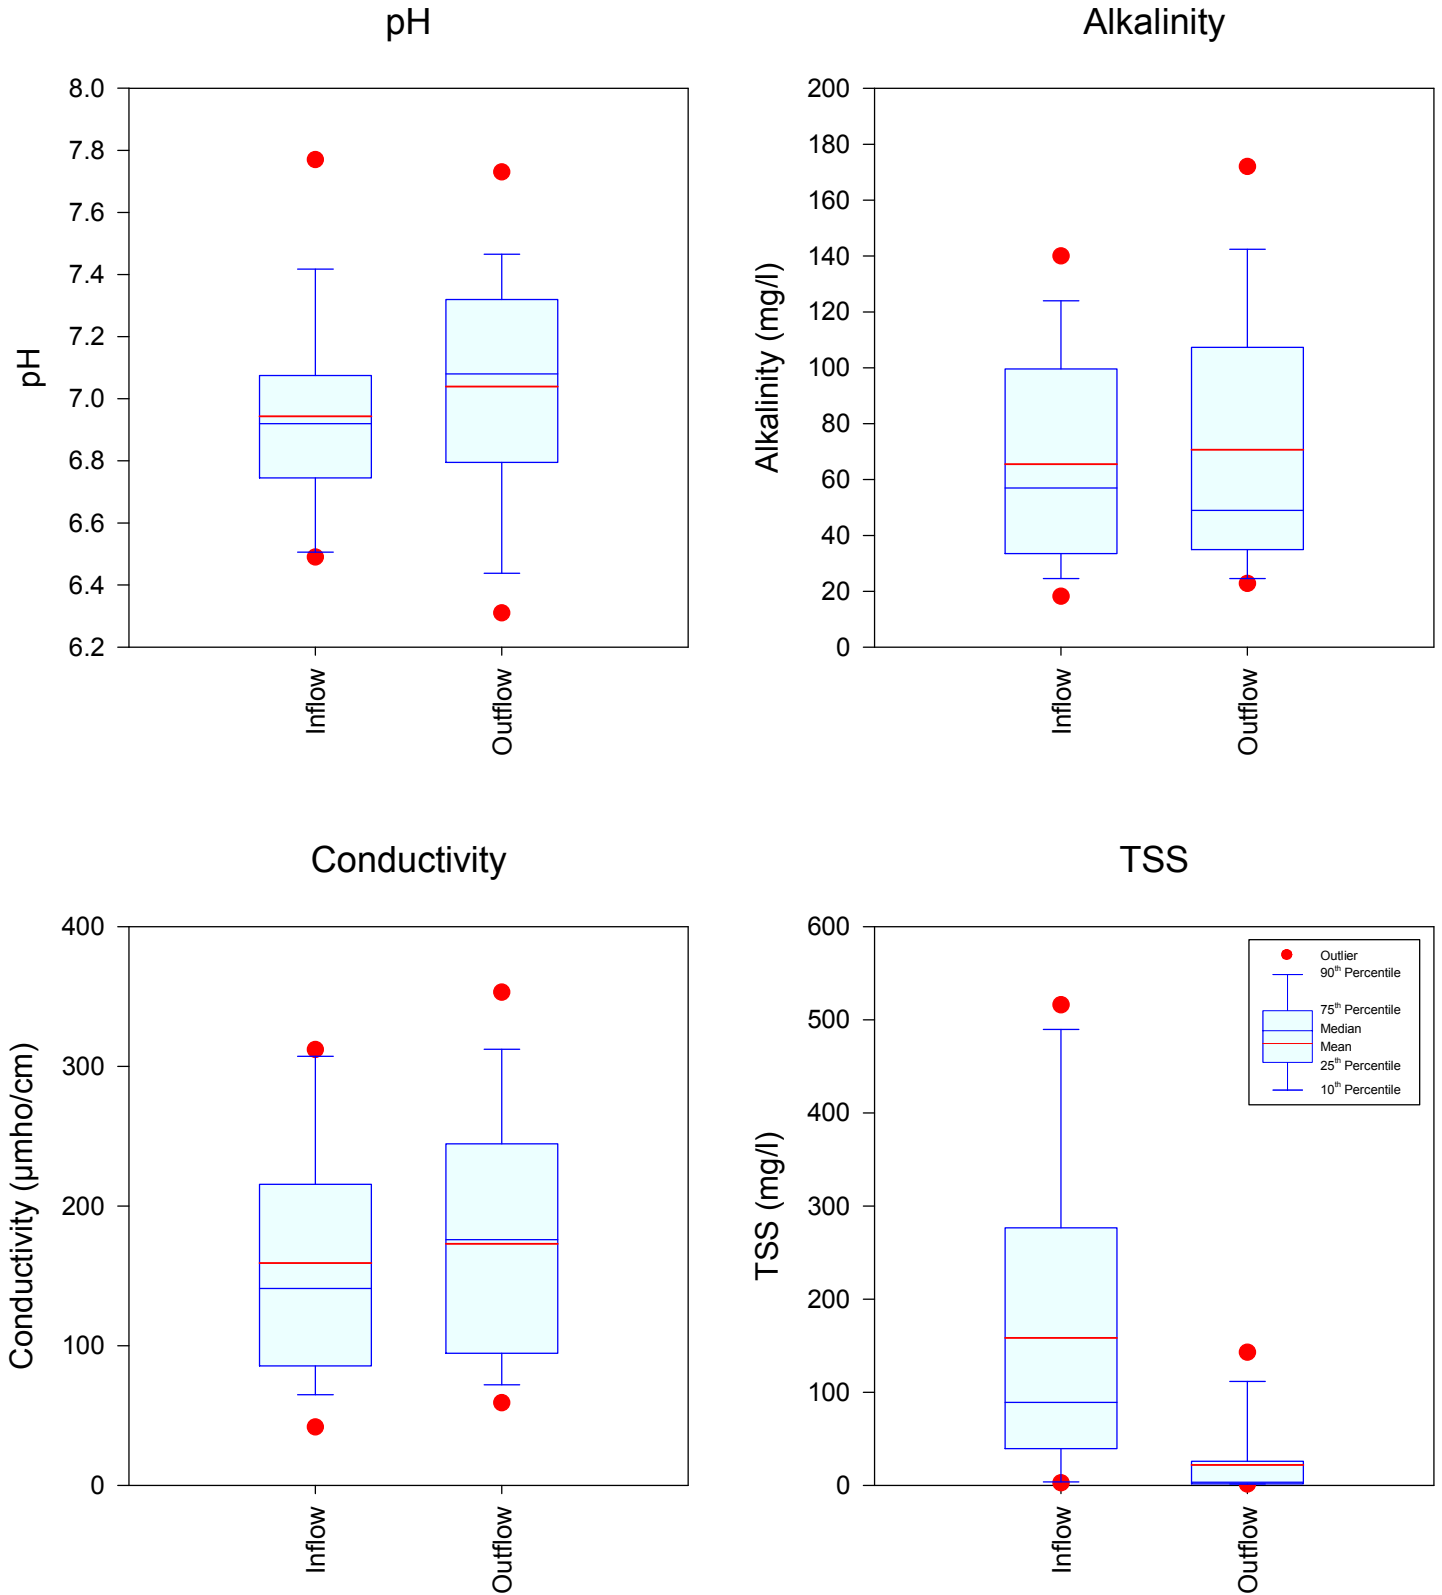 pH
8.0
7.8
7.6
7.4
7.2
7.0
6.8
6.6
6.4
6.2
pH
Inflow
Outflow
Alkalinity
200
180
160
140
120
100
80
60
40
20
0
Alkalinity (mg/l)
Inflow
Outflow
Conductivity
400
300
200
100
0
Conductivity (µmho/cm)
Inflow
Outflow
TSS
600
500
400
300
200
100
0
TSS (mg/l)
Inflow
Outflow
Outlier
90th Percentile
75th Percentile
Median
Mean
25th Percentile
10th Percentile